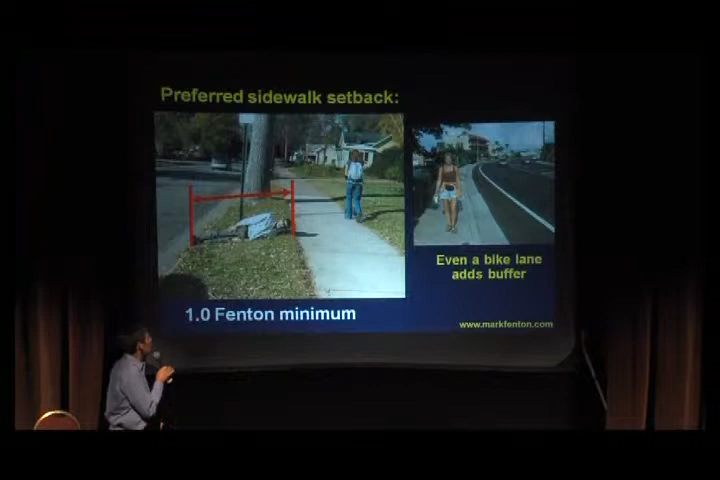 Preferred sidewalk setback:
Even a bike lane
adds buffer
1.0 Fenton minimum
www.markfenton.com